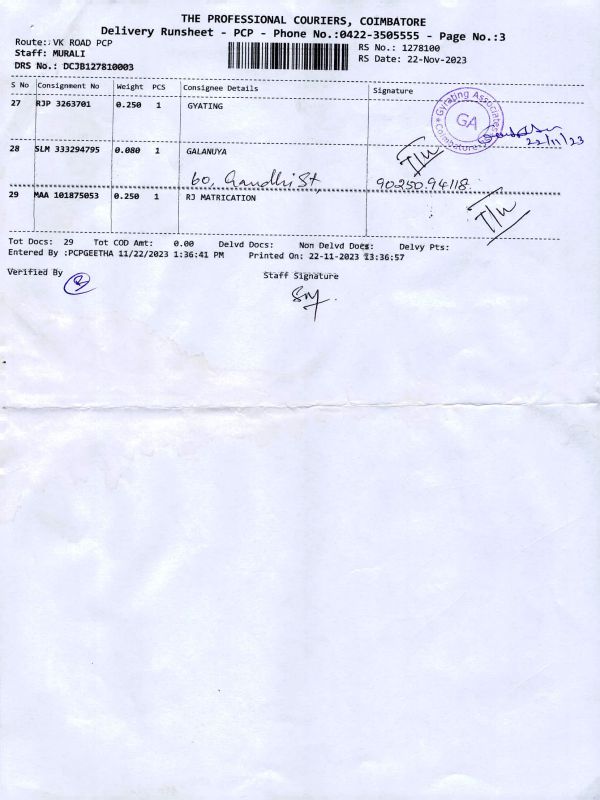 THE PROFESSIONAL COURIERS, COIMBATORE
Delivery Runsheet - PCP - Phone No.:0422-3505555 - Page No.:3
Route: VK ROAD PCP
Staff: MURALI
DRS No.: DCJB127810003
RS No.: 1278100
RS Date: 22-Nov-2023
S No Consignment No Weight PCS Consignee Details Signature
27 RJP 3263701 0.250 1 GYATING
Gyrating Associates
GA
22/11/23
28 SLM 333294795 0.080 1 GALANUYA
T/W
60, Gandhi St, 90250.94118.
29 MAA 101875053 0.250 1 RJ MATRICATION
T/W
Tot Docs: 29 Tot COD Amt: 0.00 Delvd Docs: Non Delvd Docs: Delvy Pts:
Entered By :PCPGEETHA 11/22/2023 1:36:41 PM Printed On: 22-11-2023 13:36:57
Verified By Staff Signature